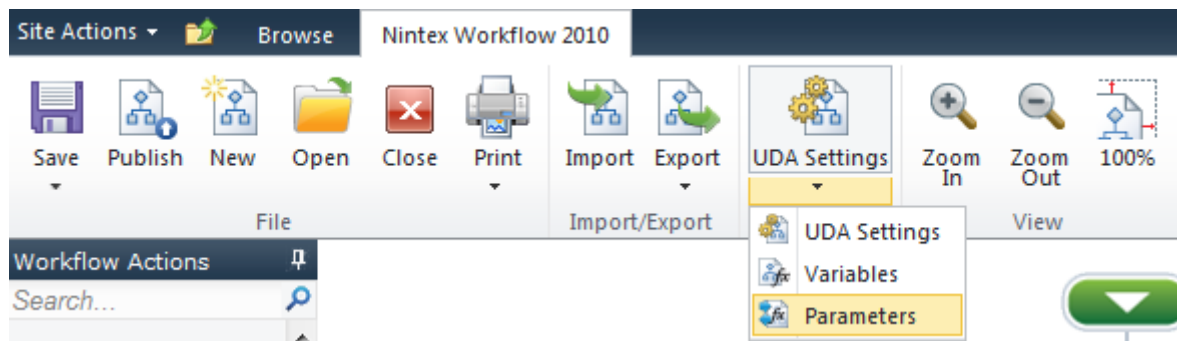 Site Actions Browse Nintex Workflow 2010
Save Publish New Open Close Print Import Export UDA Settings Zoom In Zoom Out 100%
File Import/Export View
UDA Settings
Workflow Actions
Variables
Search...
Parameters